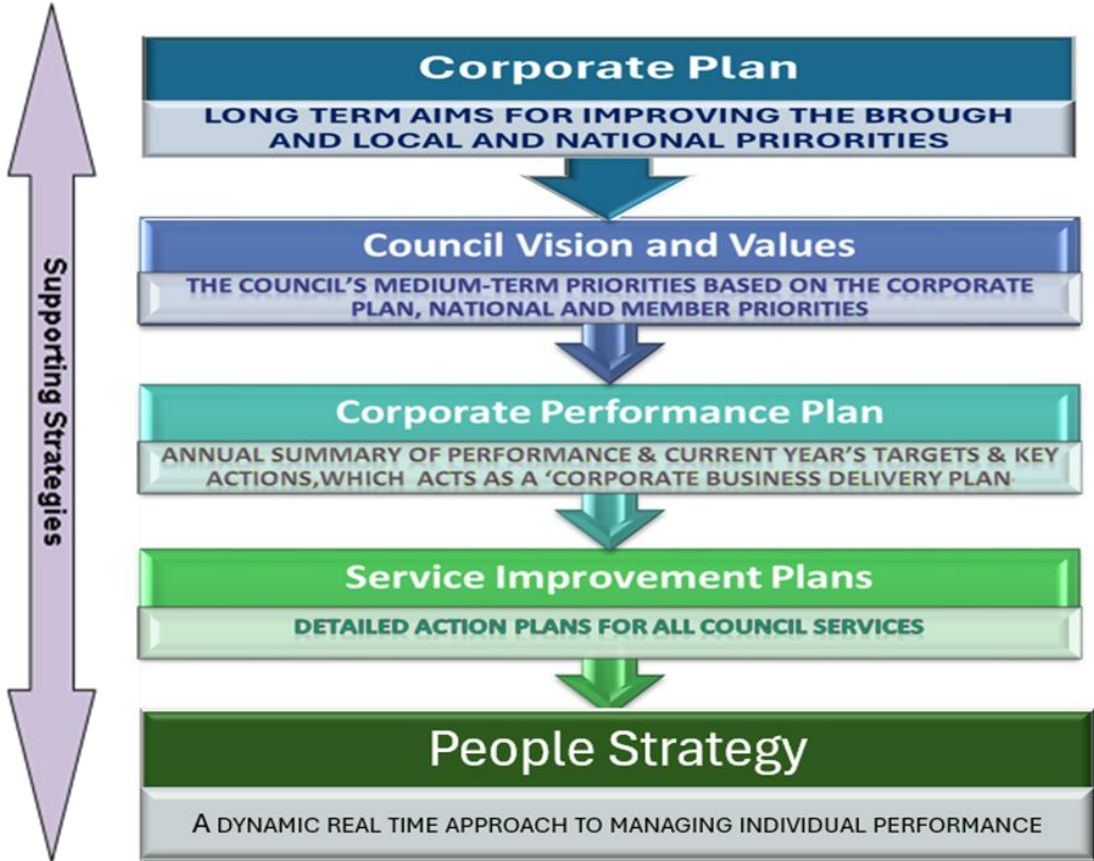 Corporate Plan
LONG TERM AIMS FOR IMPROVING THE BROUGH
AND LOCAL AND NATIONAL PRIRORITIES
Council Vision and Values
THE COUNCIL'S MEDIUM-TERM PRIORITIES BASED ON THE CORPORATE
PLAN, NATIONAL AND MEMBER PRIORITIES
Corporate Performance Plan
ANNUAL SUMMARY OF PERFORMANCE & CURRENT YEAR'S TARGETS & KEY
ACTIONS,WHICH ACTS AS A 'CORPORATE BUSINESS DELIVERY PLAN
Service Improvement Plans
DETAILED ACTION PLANS FOR ALL COUNCIL SERVICES
People Strategy
A DYNAMIC REAL TIME APPROACH TO MANAGING INDIVIDUAL PERFORMANCE
Supporting Strategies